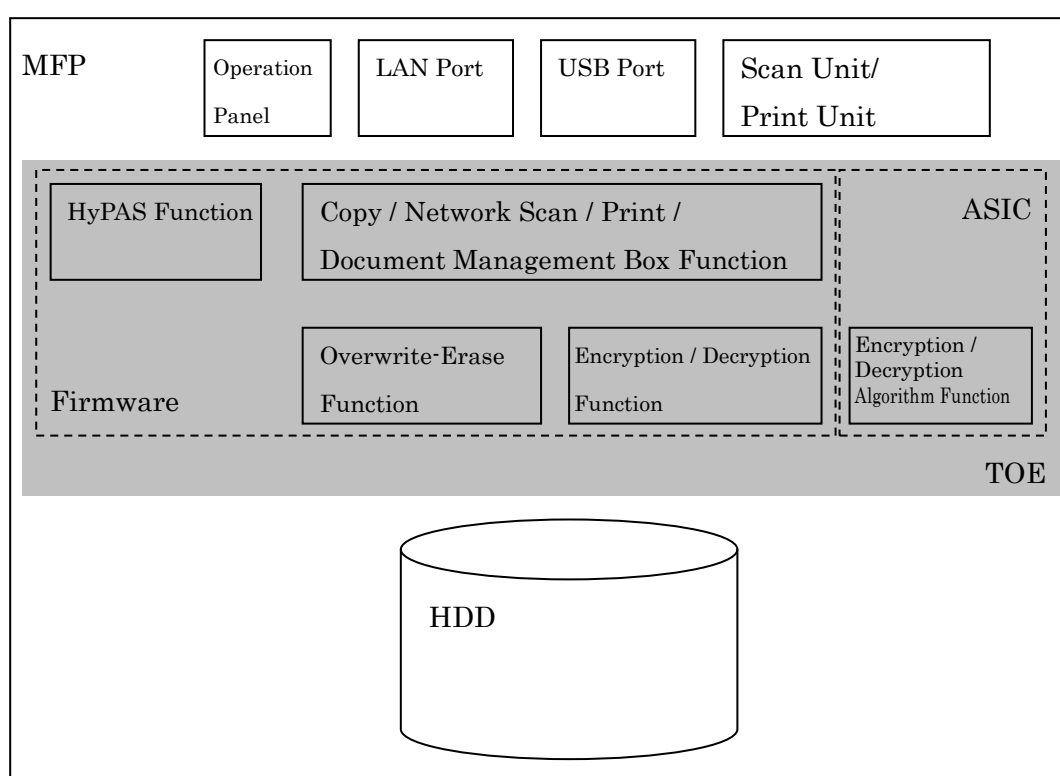 MFP
Operation
Panel
LAN Port
USB Port
Scan Unit/
Print Unit
HyPAS Function
Copy / Network Scan / Print /
Document Management Box Function
ASIC
Firmware
Overwrite-Erase
Function
Encryption / Decryption
Function
Encryption /
Decryption
Algorithm Function
TOE
HDD